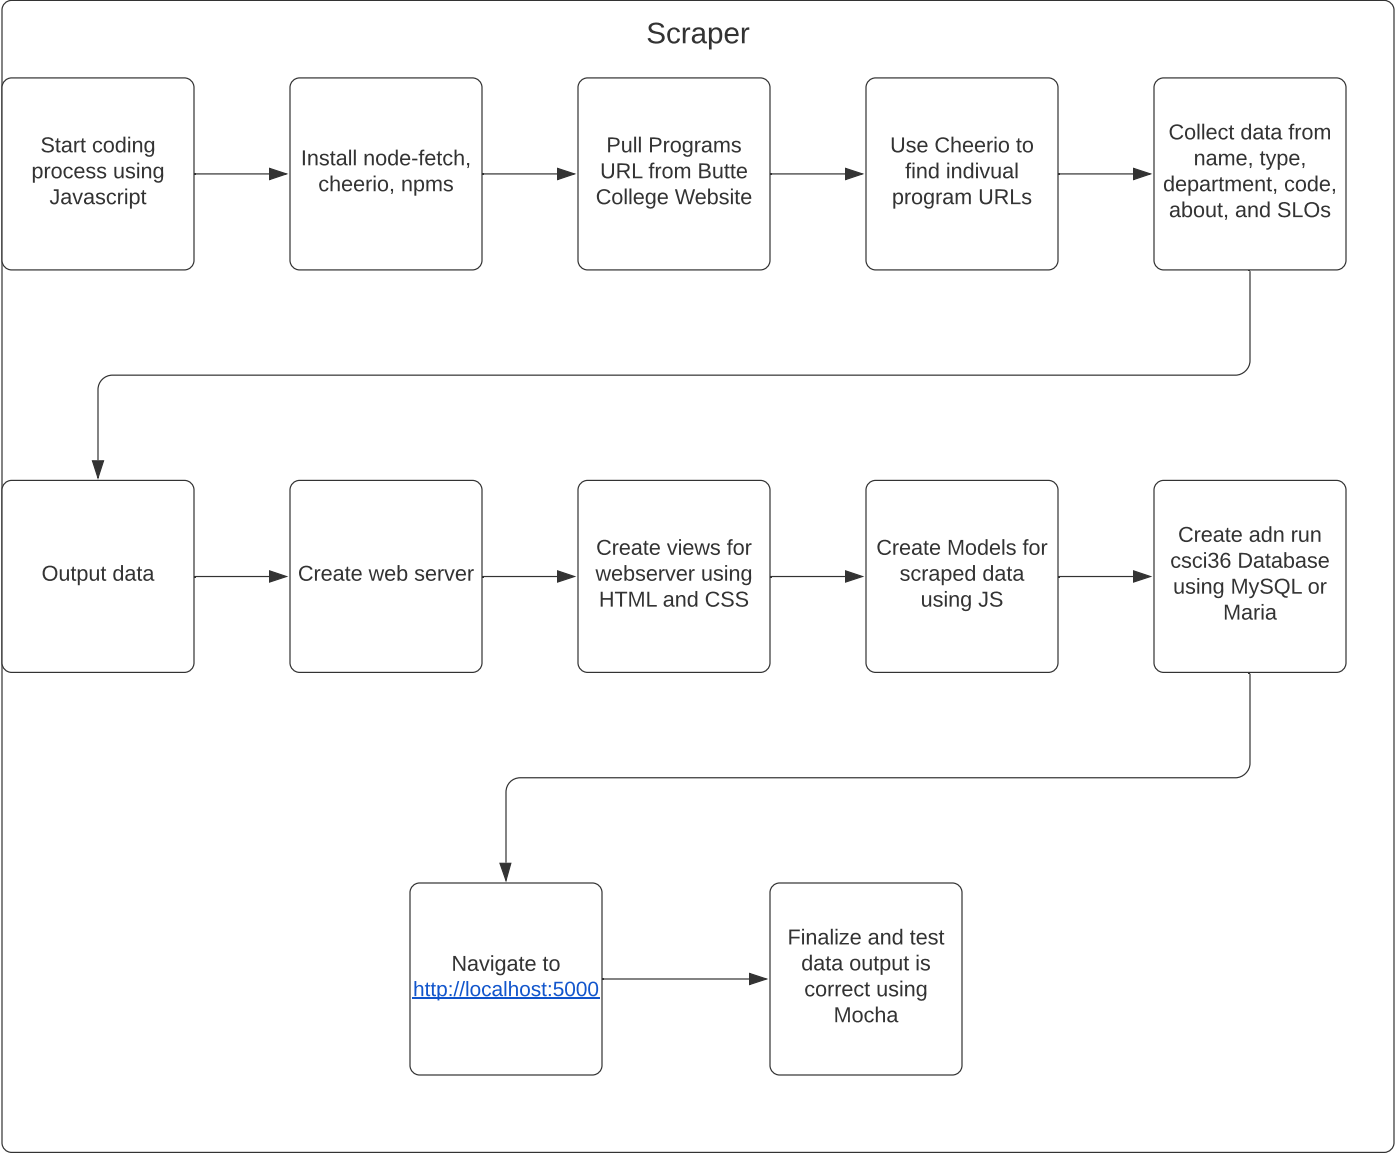 Scraper
Start coding
process using
Javascript
Install node-fetch,
cheerio, npms
Pull Programs
URL from Butte
College Website
Use Cheerio to
find indivual
program URLs
Collect data from
name, type,
department, code,
about, and SLOs
Output data
Create web server
Create views for
webserver using
HTML and CSS
Create Models for
scraped data
using JS
Create adn run
csci36 Database
using MySQL or
Maria
Navigate to
http://localhost:5000
Finalize and test
data output is
correct using
Mocha